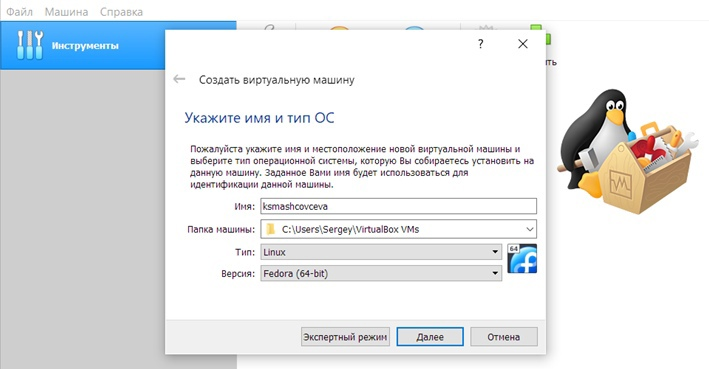 Файл Машина Справка
Инструменты
?
Создать виртуальную машину
Укажите имя и тип ОС
Пожалуйста укажите имя и местоположение новой виртуальной машины и
выберите тип операционной системы, которую Вы собираетесь установить на
данную машину. Заданное Вами имя будет использоваться для
идентификации данной машины.
Имя: ksmashcovceva
Папка машины: C:\Users\Sergey\VirtualBox VMs
Тип: Linux
64
Версия: Fedora (64-bit)
Экспертный режим Далее Отмена